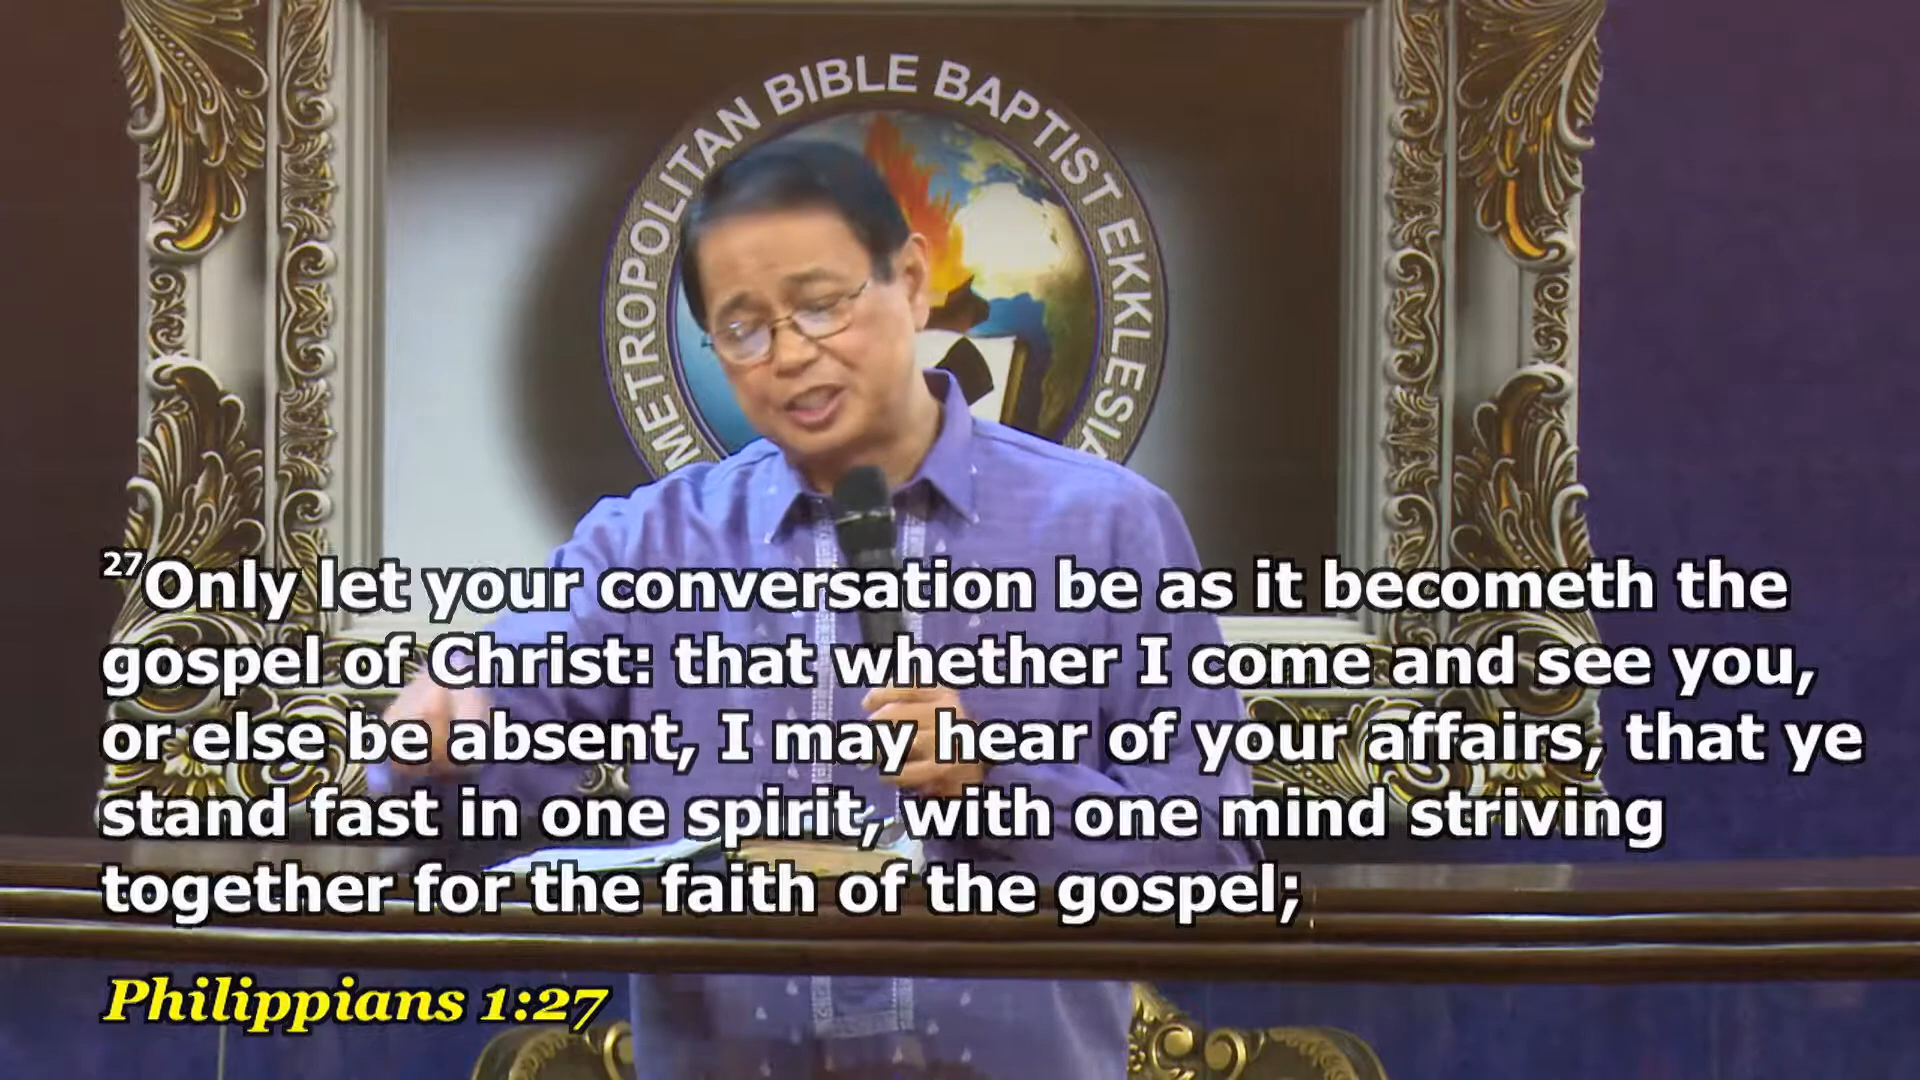 METROPOLITAN BIBLE BAPTIST EKKLESIA
27Only let your conversation be as it becometh the
gospel of Christ: that whether I come and see you,
or else be absent, I may hear of your affairs, that ye
stand fast in one spirit, with one mind striving
together for the faith of the gospel;
Philippians 1:27